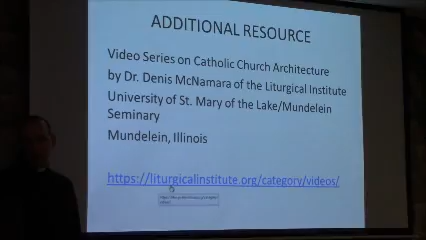 ADDITIONAL RESOURCE
Video Series on Catholic Church Architecture
by Dr. Denis McNamara of the Liturgical Institute
University of St. Mary of the Lake/Mundelein
Seminary
Mundelein, Illinois
https://liturgicalinstitute.org/category/videos/